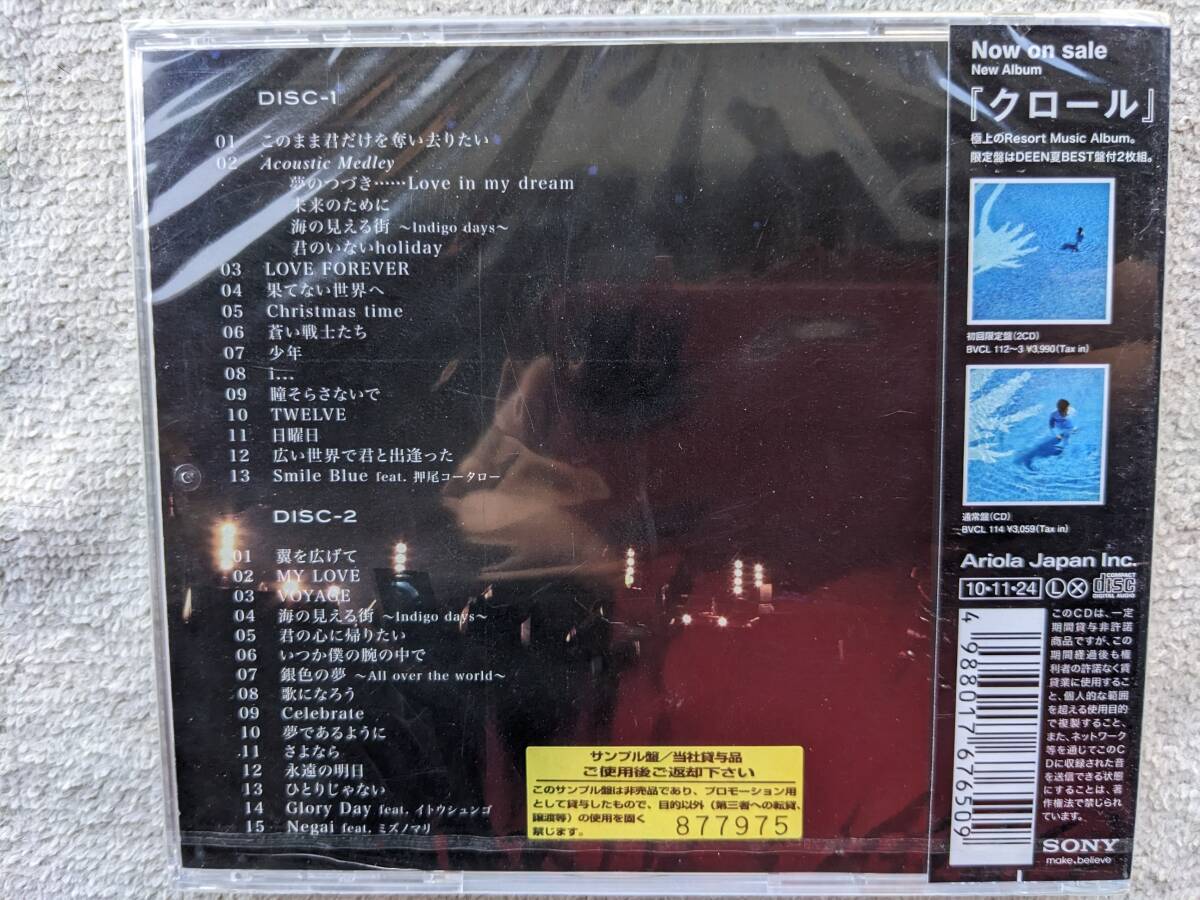 DISC-1
01 このまま君だけを奪い去りたい
02 Acoustic Medley
夢のつづき……Love in my dream
未来のために
海の見える街 ～Indigo days～
君のいないholiday
03 LOVE FOREVER
04 果てない世界へ
05 Christmas time
06 蒼い戦士たち
07 少年
08 i...
09 瞳そらさないで
10 TWELVE
11 日曜日
12 広い世界で君と出逢った
13 Smile Blue feat. 押尾コータロー
DISC-2
01 翼を広げて
02 MY LOVE
03 VOYAGE
04 海の見える街 ～Indigo days～
05 君の心に帰りたい
06 いつか僕の腕の中で
07 銀色の夢 ～All over the world～
08 歌になろう
09 Celebrate
10 夢であるように
11 さよなら
12 永遠の明日
13 ひとりじゃない
14 Glory Day feat. イトウシュンゴ
15 Negai feat. ミズノマリ
サンプル盤／当社貸与品
ご使用後ご返却下さい
このサンプル盤は非売品であり、プロモーション用
として貸与したもので、目的以外（第三者への転貸、
譲渡等）の使用を固く
禁じます。
877975
Now on sale
New Album
『クロール』
極上のResort Music Album。
限定盤はDEEN夏BEST盤付2枚組。
初回限定盤(2CD)
BVCL 112～3 ¥3,990(Tax in)
通常盤(CD)
BVCL 114 ¥3,059(Tax in)
Ariola Japan Inc.
10・11・24 L X COMPACT disc DIGITAL AUDIO
このCDは、一定
期間貸与非許諾
商品ですが、この
期間経過後も権
利者の許諾なく賃
貸業に使用するこ
と、個人的な範囲
を超える使用目的
で複製すること、
また、ネットワーク
等を通じてこのC
Dに収録された音
を送信できる状態
にすることは、著
作権法で禁じられ
ています。
4 988017 676509
SONY
make.believe